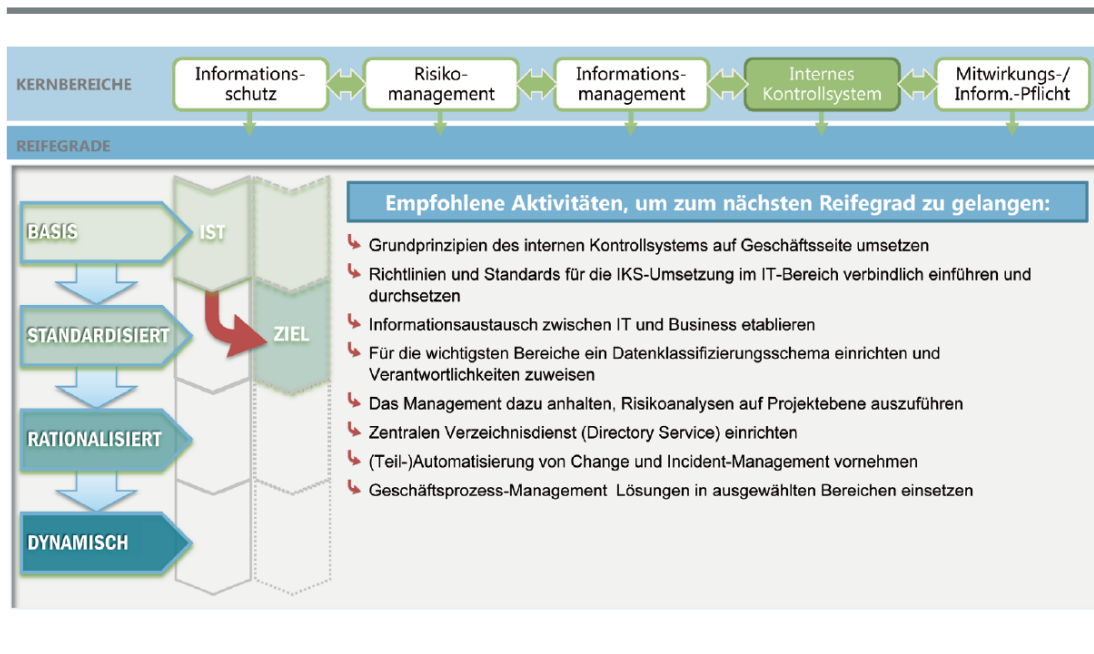 KERNBEREICHE
Informations-
schutz
Risiko-
management
Informations-
management
Internes
Kontrollsystem
Mitwirkungs-/
Inform.-Pflicht
REIFEGRADE
BASIS
IST
STANDARDISIERT
ZIEL
RATIONALISIERT
DYNAMISCH
Empfohlene Aktivitäten, um zum nächsten Reifegrad zu gelangen:
Grundprinzipien des internen Kontrollsystems auf Geschäftsseite umsetzen
Richtlinien und Standards für die IKS-Umsetzung im IT-Bereich verbindlich einführen und
durchsetzen
Informationsaustausch zwischen IT und Business etablieren
Für die wichtigsten Bereiche ein Datenklassifizierungsschema einrichten und
Verantwortlichkeiten zuweisen
Das Management dazu anhalten, Risikoanalysen auf Projektebene auszuführen
Zentralen Verzeichnisdienst (Directory Service) einrichten
(Teil-)Automatisierung von Change und Incident-Management vornehmen
Geschäftsprozess-Management Lösungen in ausgewählten Bereichen einsetzen